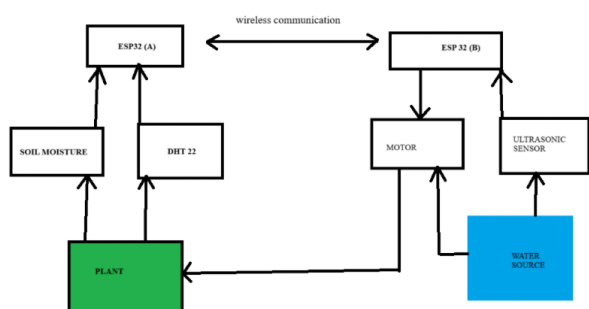 wireless communication
ESP32 (A)
ESP 32 (B)
SOIL MOISTURE
DHT 22
MOTOR
ULTRASONIC
SENSOR
PLANT
WATER
SOURCE